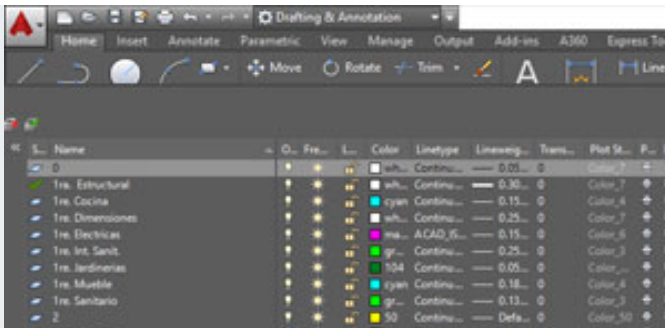 Drafting & Annotation
Home Insert Annotate Parametric View Manage Output Add-ins A360 Express To
Move Rotate Trim A Line
S... Name O... Fre... L... Color Linetype Lineweig... Trans... Plot St... P...
0 wh... Continu... 0.05... 0 Color_7
1ra. Estructural wh... Continu... 0.30... 0 Color_7
1re. Cocina cyan Continu... 0.15... 0 Color_4
1re. Dimensiones wh... Continu... 0.25... 0 Color_7
1re. Electricas ma... ACAD_IS... 0.15... 0 Color_6
1re. Int. Sanit. gr... Continu... 0.25... 0 Color_3
1re. Jardinerias 104 Continu... 0.05... 0 Color_...
1re. Mueble cyan Continu... 0.18... 0 Color_4
1re. Sanitario gr... Continu... 0.13... 0 Color_3
2 50 Continu... Defa... 0 Color_50